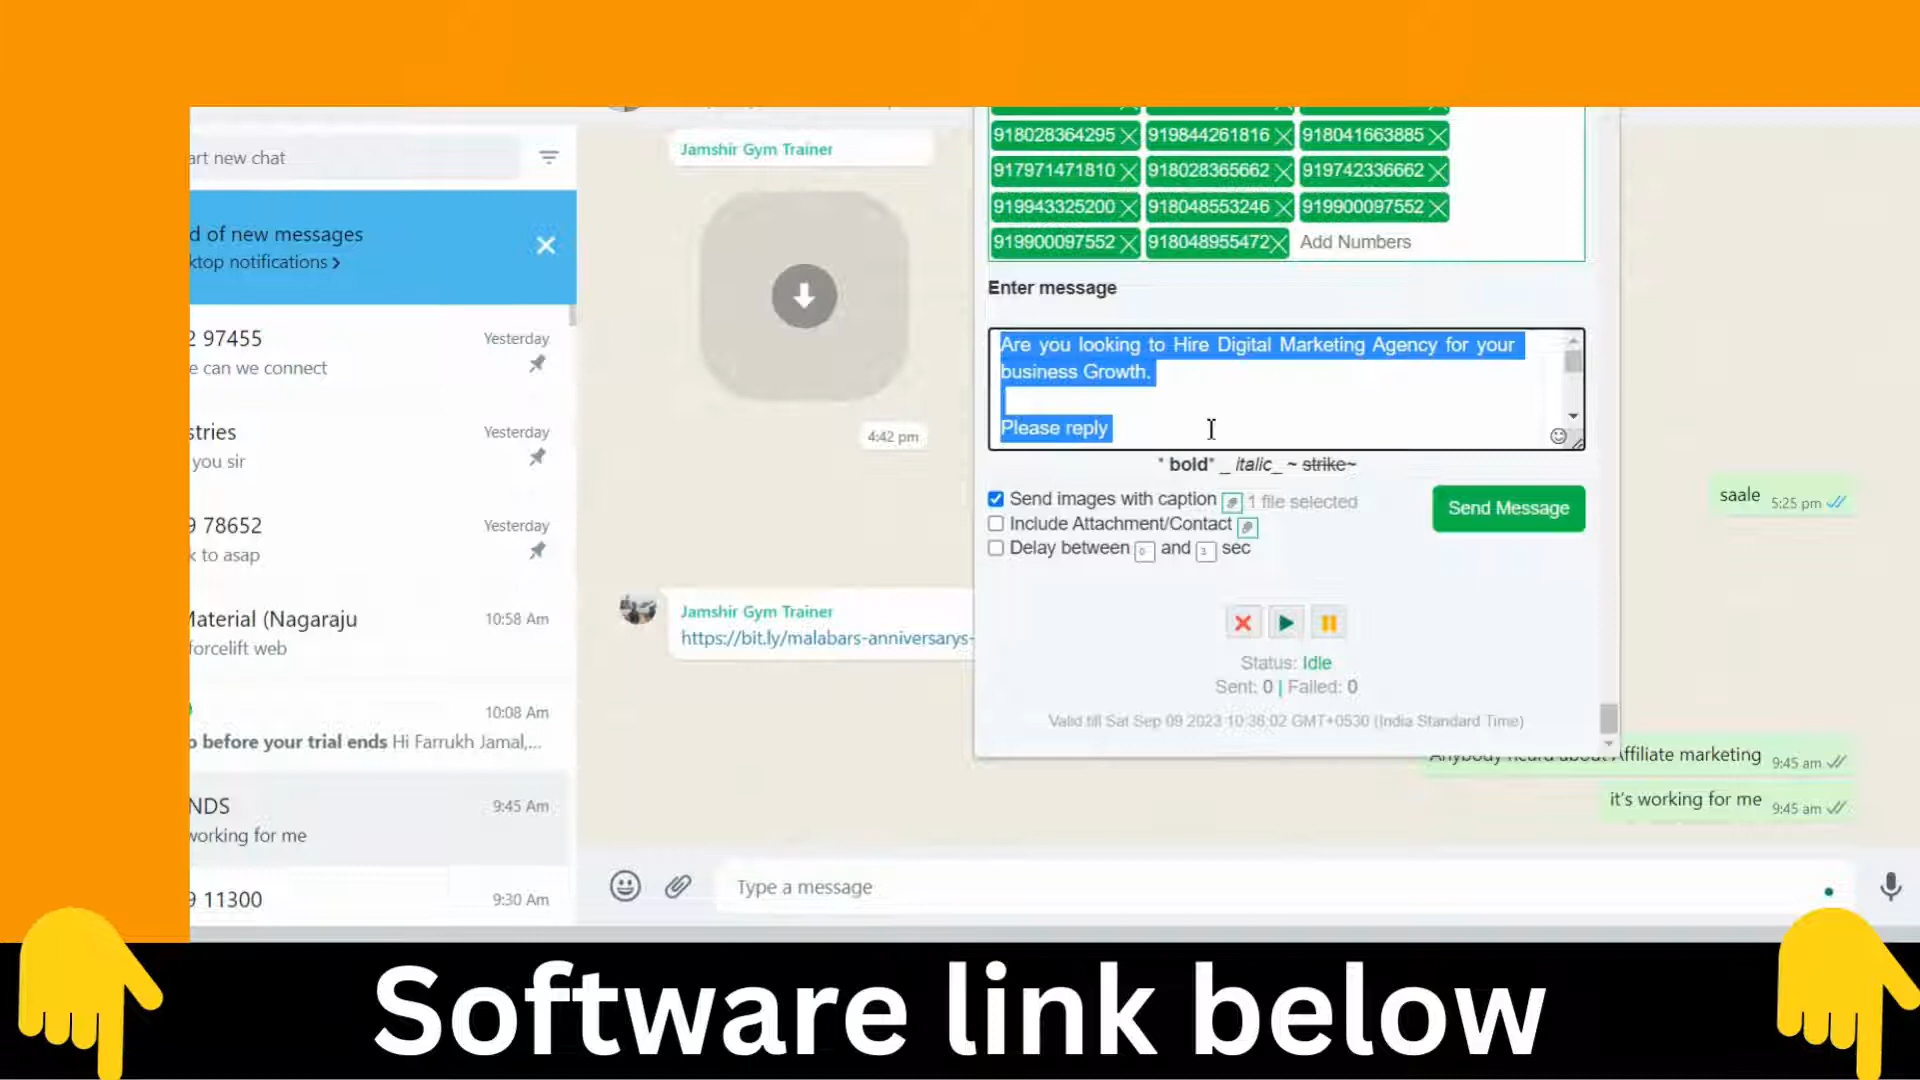 art new chat
d of new messages
ktop notifications >
2 97455
Yesterday
e can we connect
stries
Yesterday
you sir
9 78652
Yesterday
k to asap
Material (Nagaraju
10:58 Am
forcelift web
10:08 Am
o before your trial ends Hi Farrukh Jamal,...
NDS
9:45 Am
working for me
9 11300
9:30 Am
Jamshir Gym Trainer
4:42 pm
Jamshir Gym Trainer
https://bit.ly/malabars-anniversarys-
918028364295 919844261816 918041663885
917971471810 918028365662 919742336662
919943325200 918048553246 919900097552
919900097552 918048955472 Add Numbers
Enter message
Are you looking to Hire Digital Marketing Agency for your
business Growth.
Please reply
* bold* _ italic_ ~ strike~
Send images with caption 1 file selected
Include Attachment/Contact
Delay between 0 and 3 sec
Send Message
Status: Idle
Sent: 0 | Failed: 0
Valid till Sat Sep 09 2023 10:36:02 GMT+0530 (India Standard Time)
saale 5:25 pm
Anybody heard about Affiliate marketing 9:45 am
it's working for me 9:45 am
Type a message
Software link below